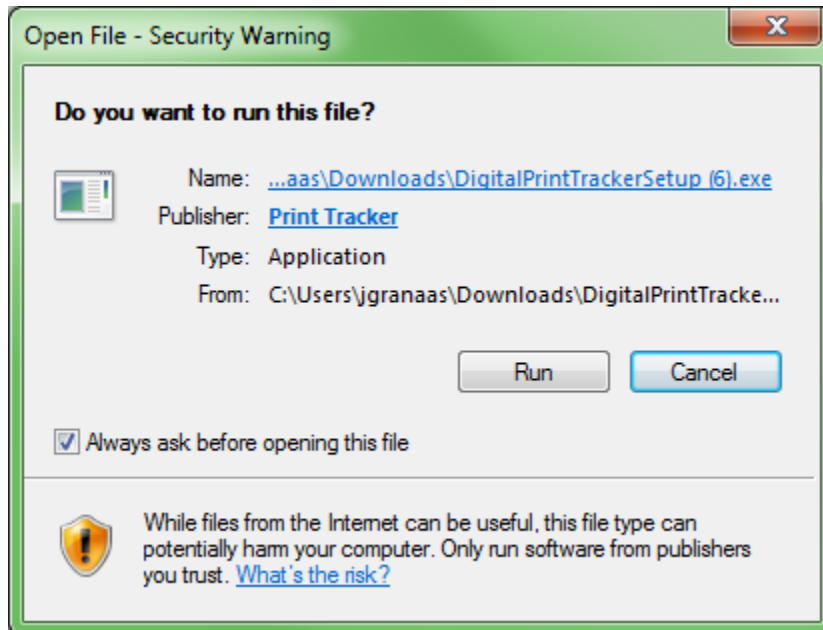 Open File - Security Warning
Do you want to run this file?
Name: ...aas\Downloads\DigitalPrintTrackerSetup (6).exe
Publisher: Print Tracker
Type: Application
From: C:\Users\jgranaas\Downloads\DigitalPrintTracke...
Run Cancel
Always ask before opening this file
While files from the Internet can be useful, this file type can
potentially harm your computer. Only run software from publishers
you trust. What's the risk?